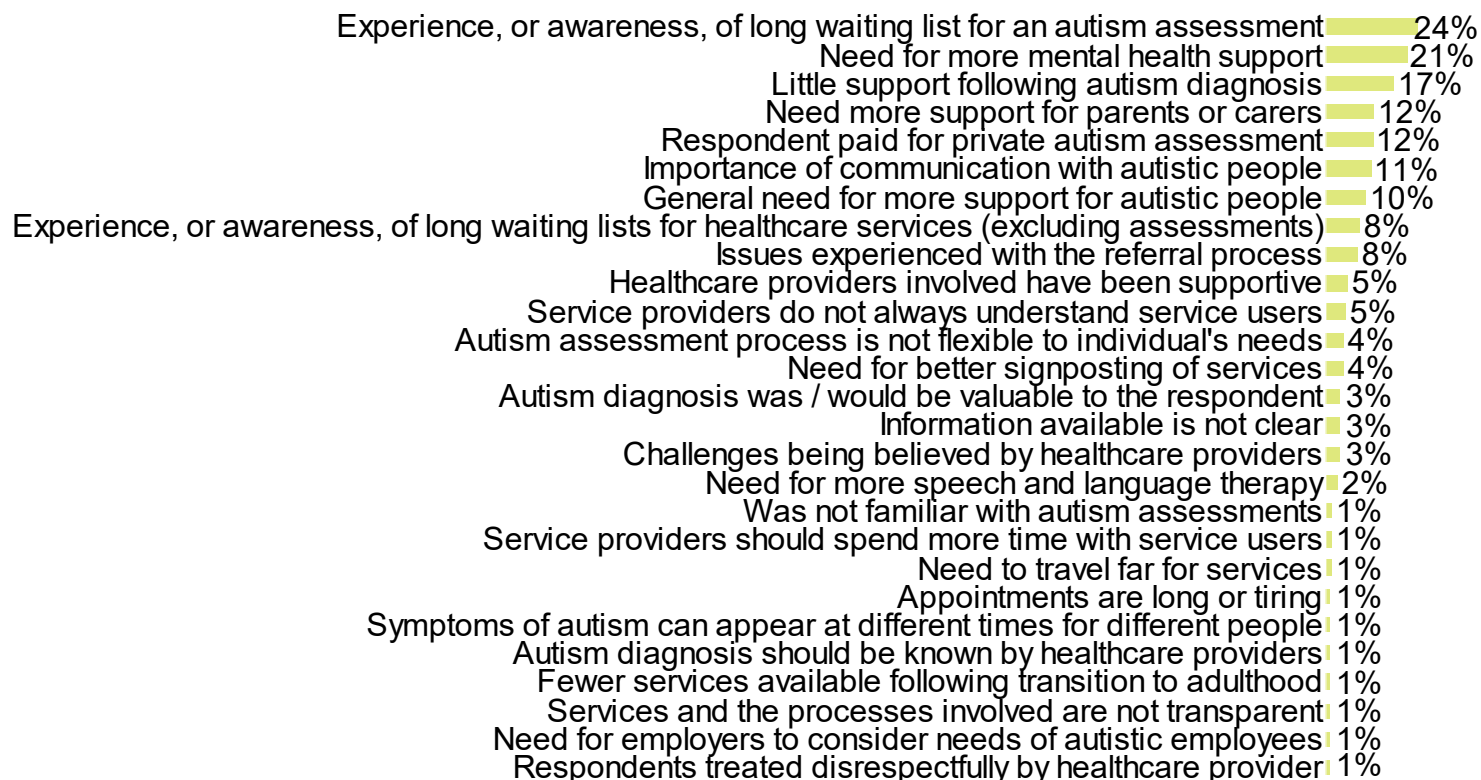 Experience, or awareness, of long waiting list for an autism assessment 24%
Need for more mental health support 21%
Little support following autism diagnosis 17%
Need more support for parents or carers 12%
Respondent paid for private autism assessment 12%
Importance of communication with autistic people 11%
General need for more support for autistic people 10%
Experience, or awareness, of long waiting lists for healthcare services (excluding assessments) 8%
Issues experienced with the referral process 8%
Healthcare providers involved have been supportive 5%
Service providers do not always understand service users 5%
Autism assessment process is not flexible to individual's needs 4%
Need for better signposting of services 4%
Autism diagnosis was / would be valuable to the respondent 3%
Information available is not clear 3%
Challenges being believed by healthcare providers 3%
Need for more speech and language therapy 2%
Was not familiar with autism assessments 1%
Service providers should spend more time with service users 1%
Need to travel far for services 1%
Appointments are long or tiring 1%
Symptoms of autism can appear at different times for different people 1%
Autism diagnosis should be known by healthcare providers 1%
Fewer services available following transition to adulthood 1%
Services and the processes involved are not transparent 1%
Need for employers to consider needs of autistic employees 1%
Respondents treated disrespectfully by healthcare provider 1%